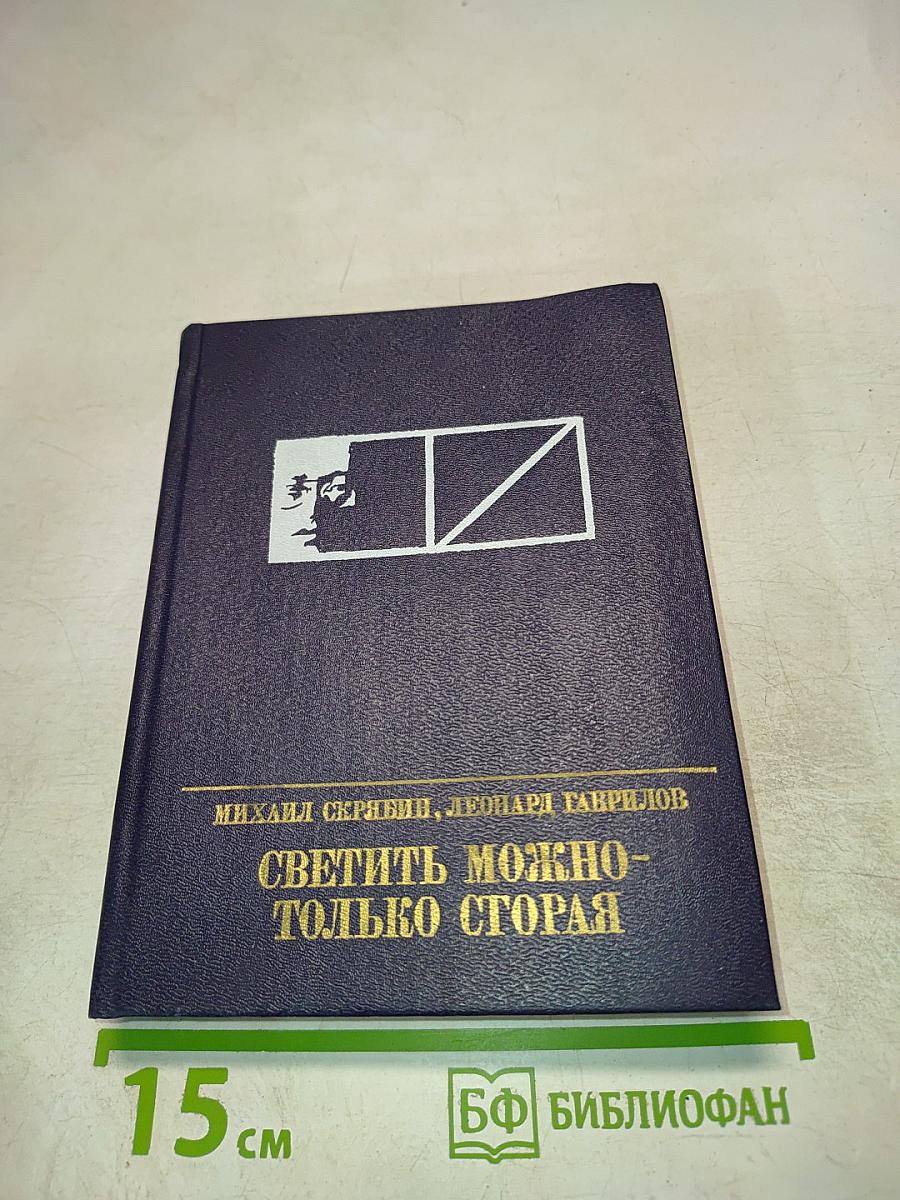 МИХАИЛ СКРЯБИН, ЛЕОНАРД ГАВРИЛОВ
СВЕТИТЬ МОЖНО-
ТОЛЬКО СГОРАЯ
15 см
БФ БИБЛИОФАН